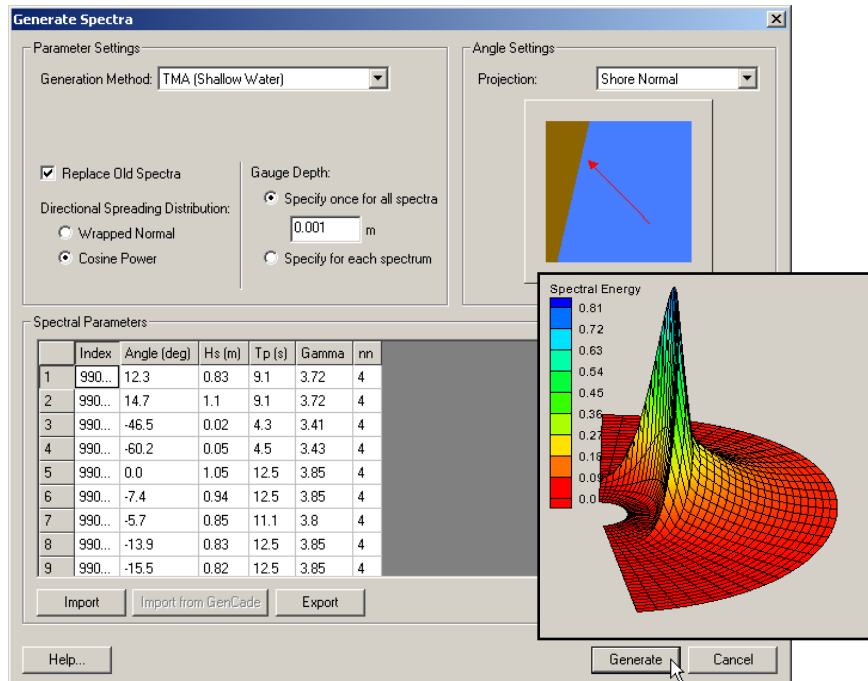 Generate Spectra
Parameter Settings
Generation Method: TMA (Shallow Water)
Replace Old Spectra
Directional Spreading Distribution:
Wrapped Normal
Cosine Power
Gauge Depth:
Specify once for all spectra
0.001 m
Specify for each spectrum
Angle Settings
Projection: Shore Normal
Spectral Parameters
Index Angle (deg) Hs (m) Tp (s) Gamma nn
1 990... 12.3 0.83 9.1 3.72 4
2 990... 14.7 1.1 9.1 3.72 4
3 990... -46.5 0.02 4.3 3.41 4
4 990... -60.2 0.05 4.5 3.43 4
5 990... 0.0 1.05 12.5 3.85 4
6 990... -7.4 0.94 12.5 3.85 4
7 990... -5.7 0.85 11.1 3.8 4
8 990... -13.9 0.83 12.5 3.85 4
9 990... -15.5 0.82 12.5 3.85 4
Import Import from GenCade Export
Spectral Energy
0.81
0.72
0.63
0.54
0.45
0.36
0.27
0.18
0.09
0.0
Help... Generate Cancel